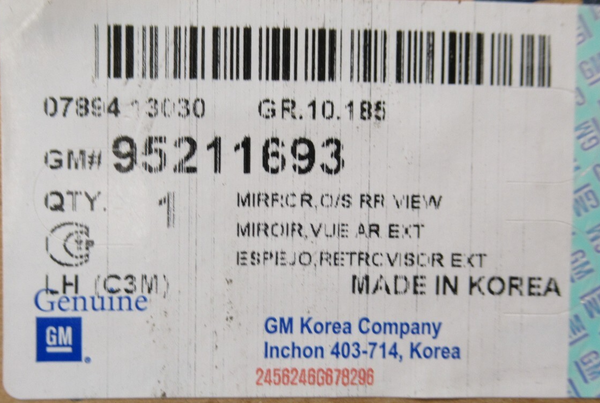 07894-13030 GR.10.185
GM# 95211693
QTY. 1
MIRROR,O/S RR VIEW
MIROIR,VUE AR EXT
ESPEJO,RETROVISOR EXT
LH (C3M) MADE IN KOREA
Genuine
GM
GM Korea Company
Inchon 403-714, Korea
2456246G678296